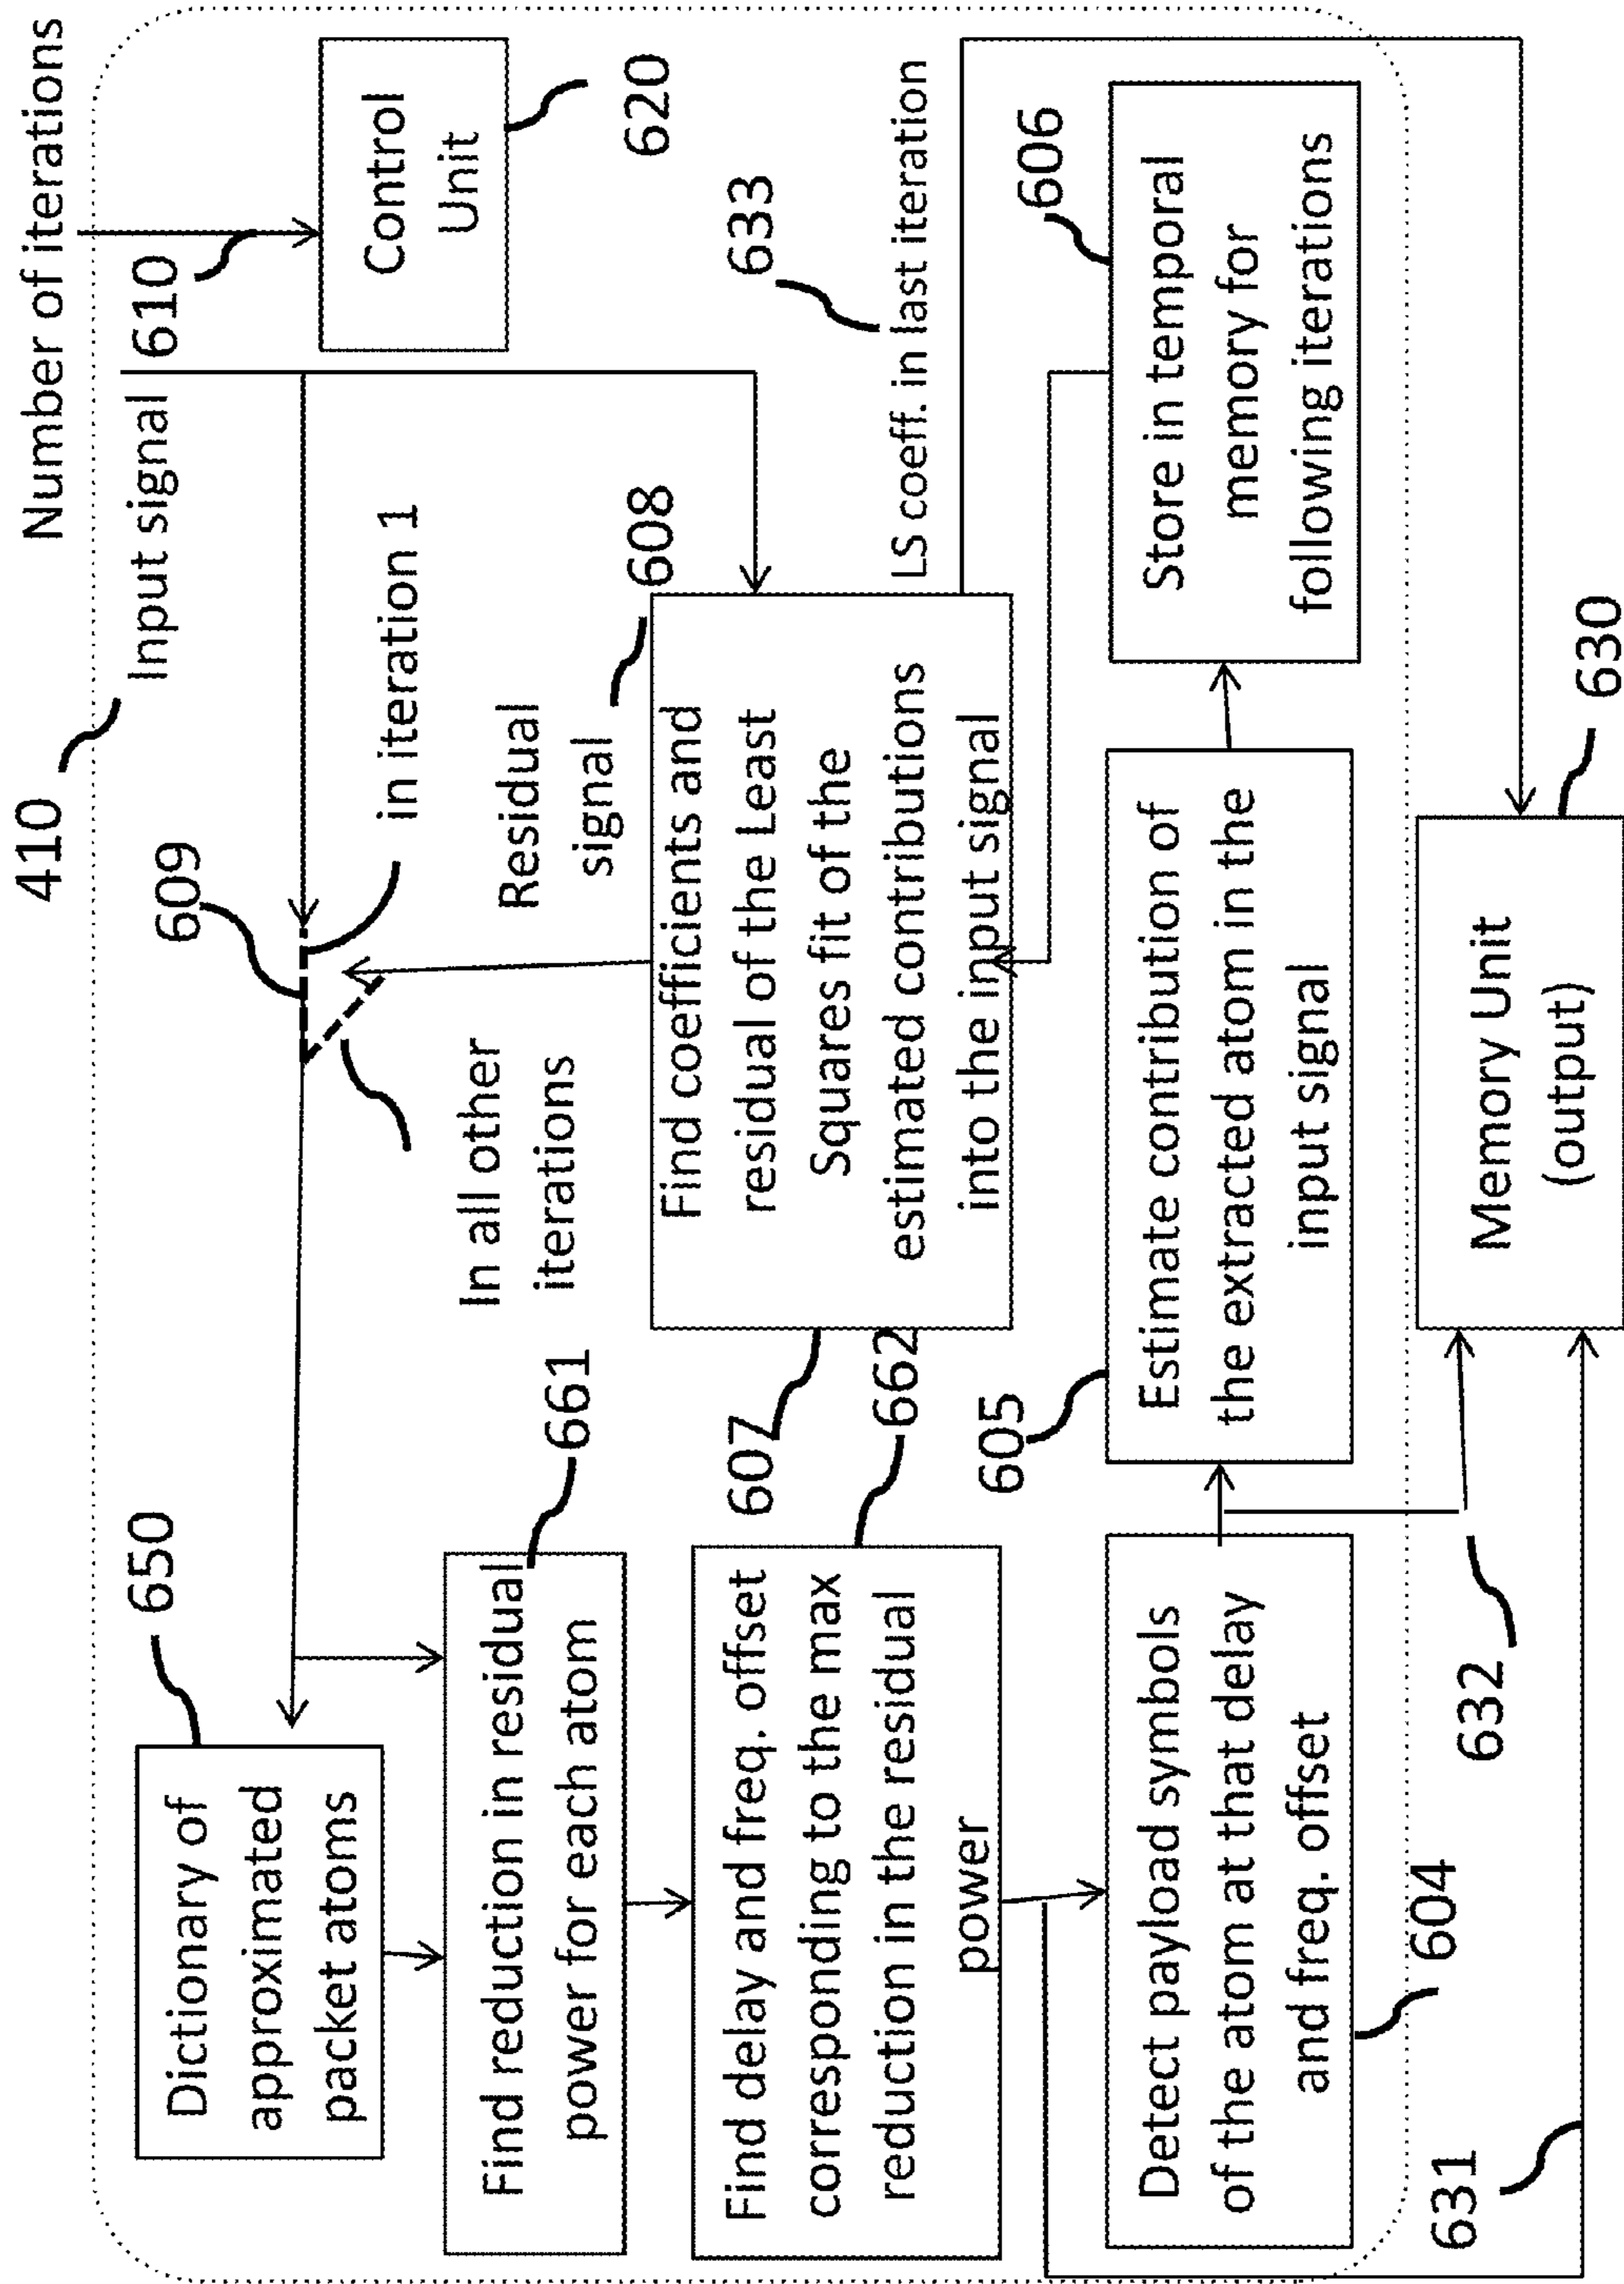 Number of iterations
410
Input signal
610
Control
Unit
620
609
in iteration 1
In all other
iterations
Residual
signal
608
650
Dictionary of
approximated
packet atoms
661
Find reduction in residual
power for each atom
662
Find delay and freq. offset
corresponding to the max
reduction in the residual
power
607
Find coefficients and
residual of the Least
Squares fit of the
estimated contributions
into the input signal
633
LS coeff. in last iteration
604
Detect payload symbols
of the atom at that delay
and freq. offset
605
Estimate contribution of
the extracted atom in the
input signal
606
Store in temporal
memory for
following iterations
631
632
630
Memory Unit
(output)